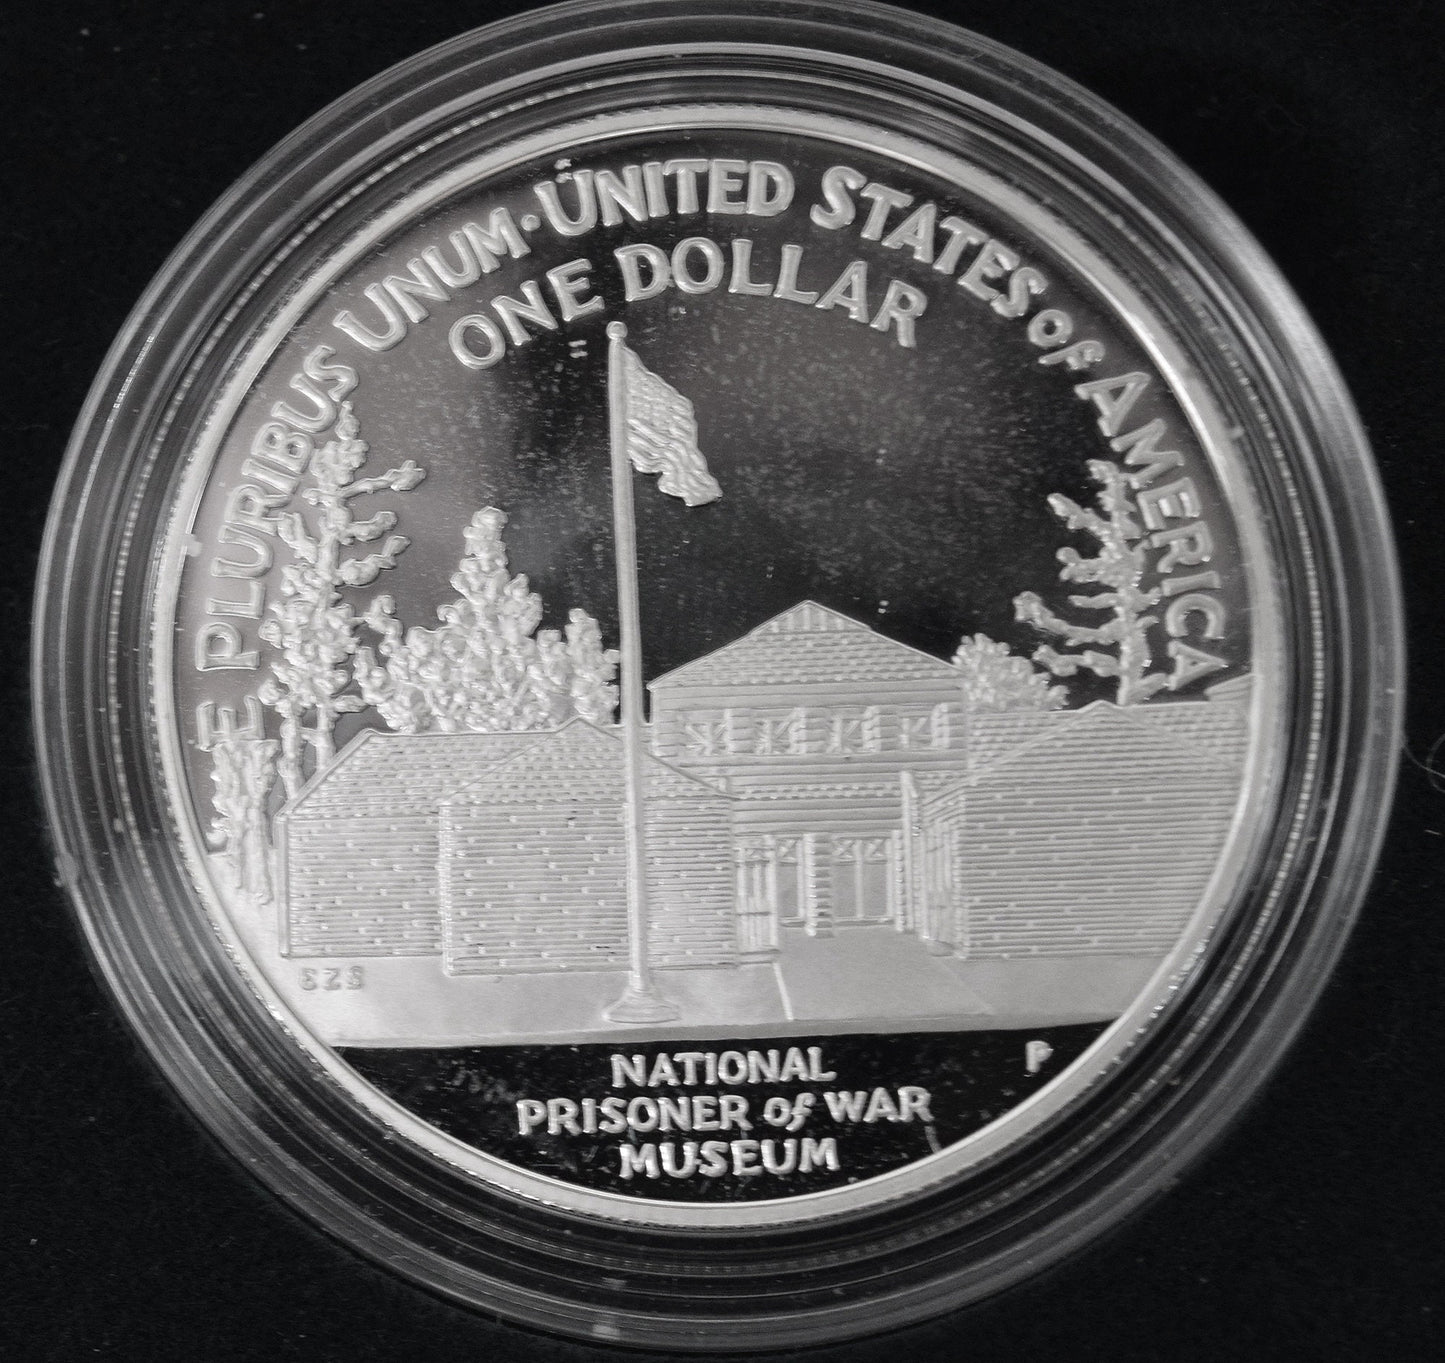 E PLURIBUS UNUM · UNITED STATES of AMERICA
ONE DOLLAR
P
NATIONAL
PRISONER of WAR
MUSEUM